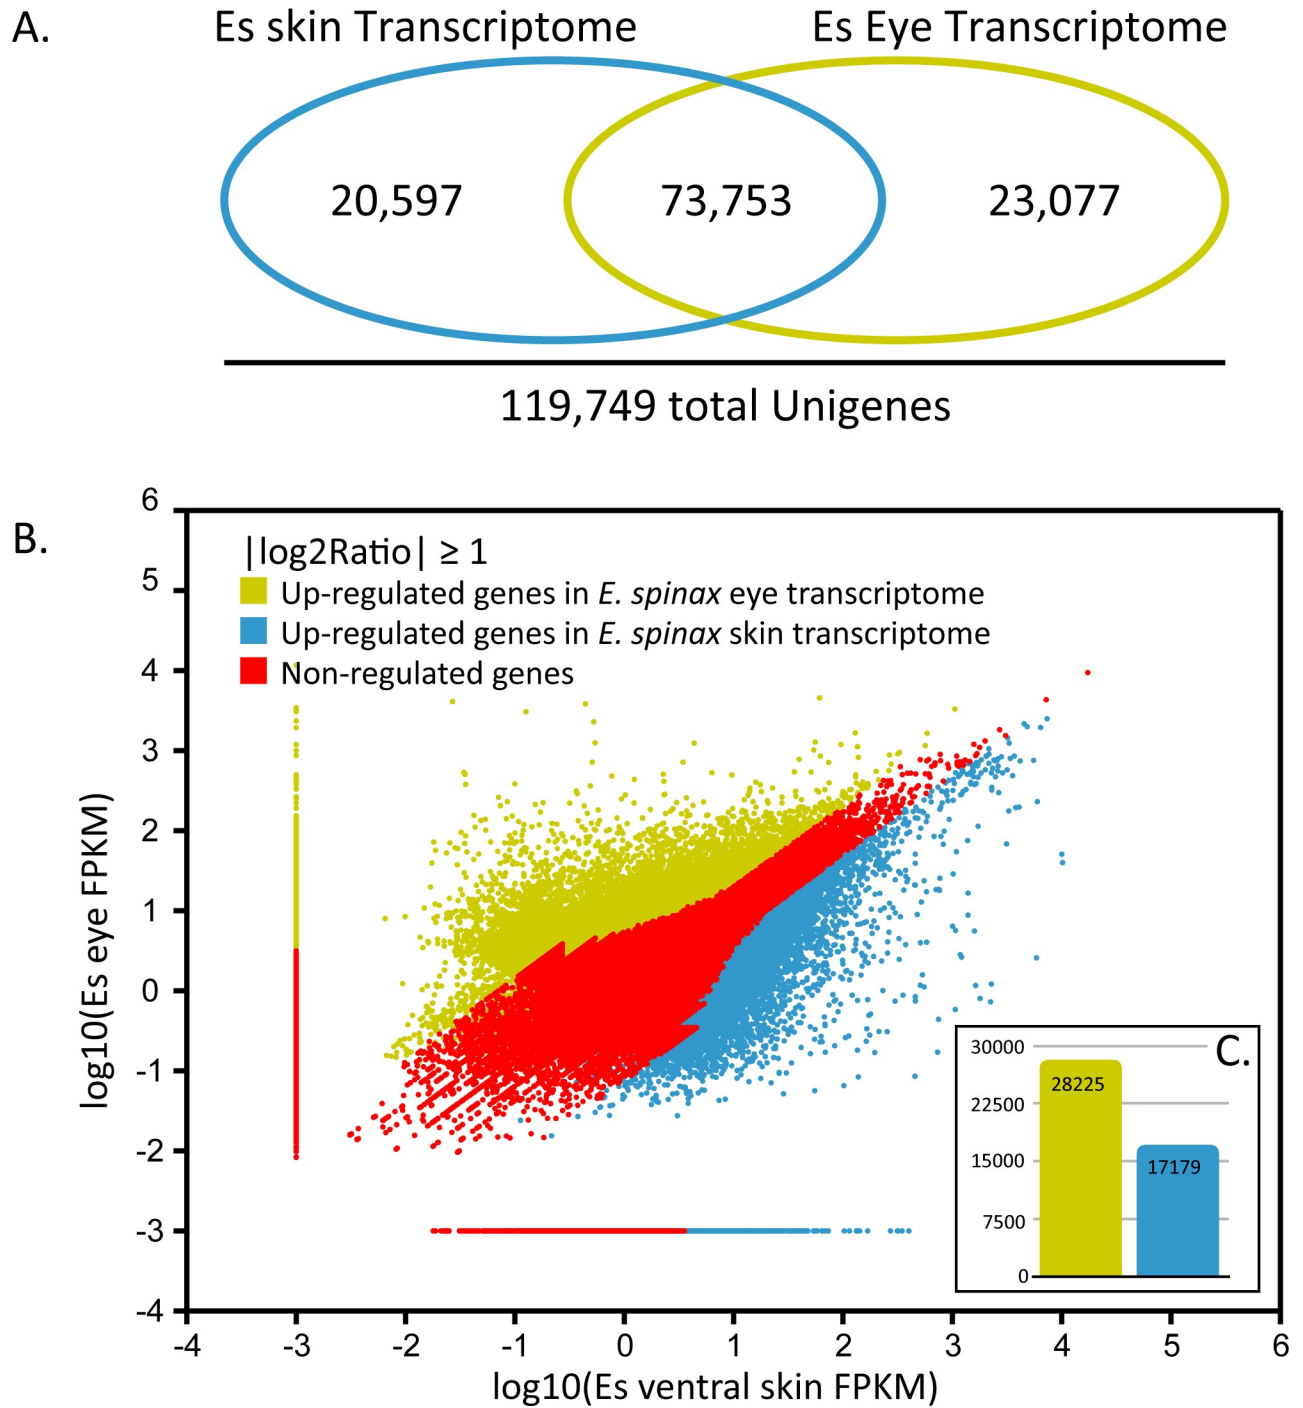 A.
Es skin Transcriptome
Es Eye Transcriptome
20,597
73,753
23,077
119,749 total Unigenes
B.
|log2Ratio| ≥ 1
Up-regulated genes in E. spinax eye transcriptome
Up-regulated genes in E. spinax skin transcriptome
Non-regulated genes
6
5
4
3
2
1
0
-1
-2
-3
-4
log10(Es eye FPKM)
C.
30000
22500
15000
7500
0
28225
17179
-4 -3 -2 -1 0 1 2 3 4 5 6
log10(Es ventral skin FPKM)